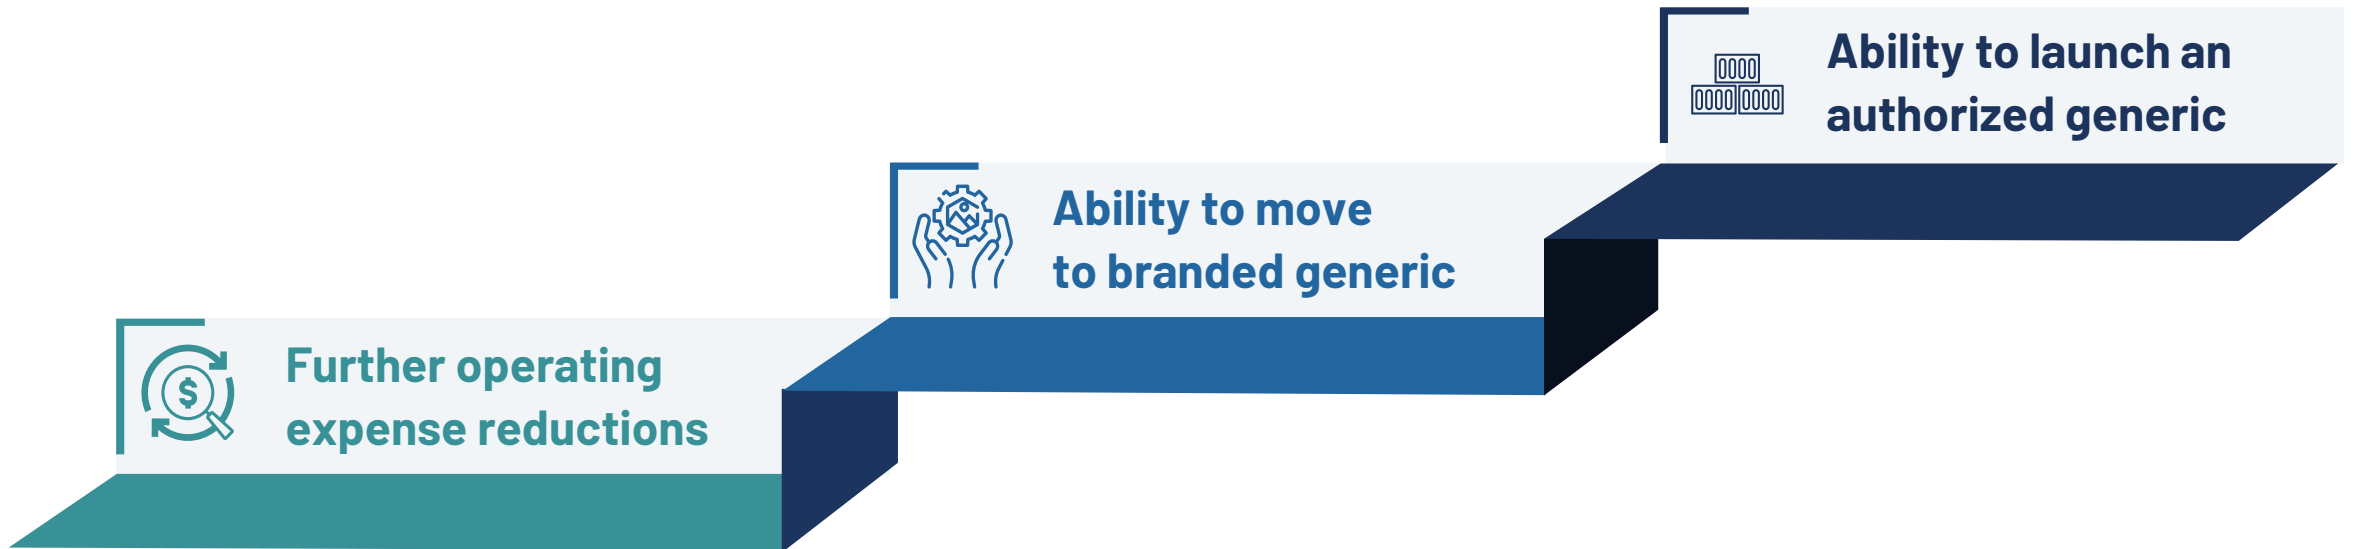 Ability to launch an
authorized generic
Ability to move
to branded generic
Further operating
expense reductions
$